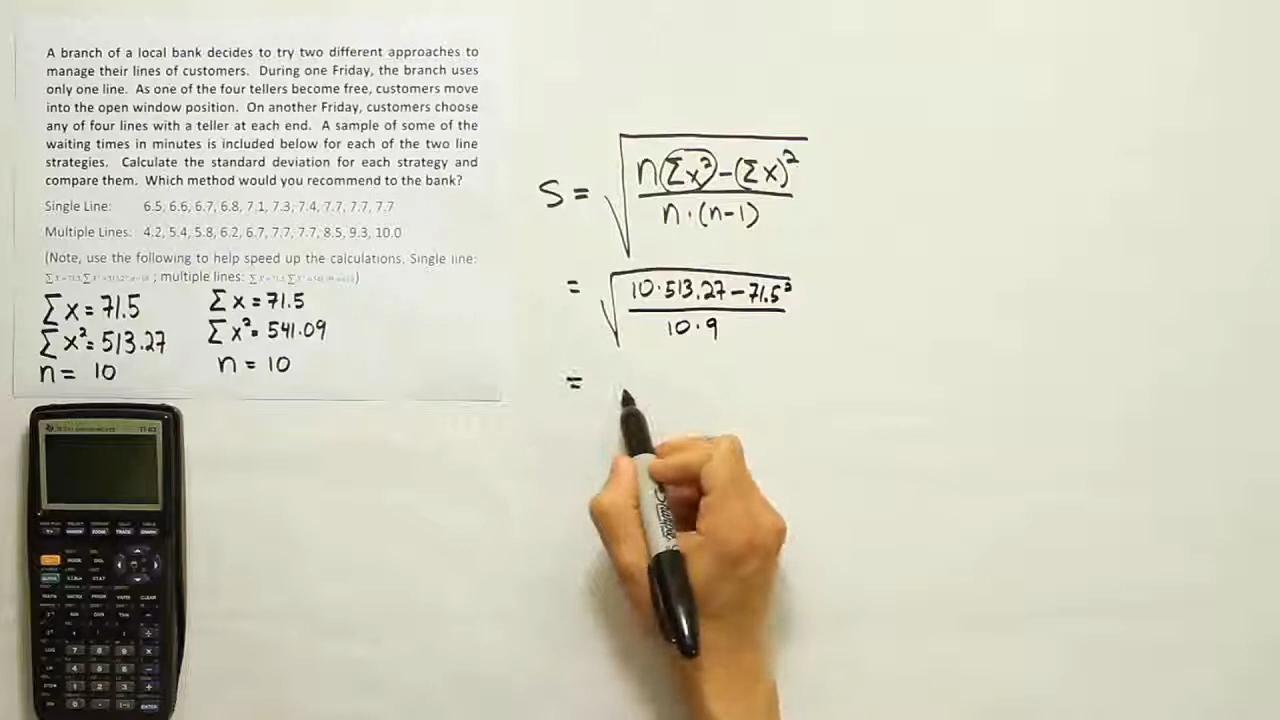 A branch of a local bank decides to try two different approaches to
manage their lines of customers. During one Friday, the branch uses
only one line. As one of the four tellers become free, customers move
into the open window position. On another Friday, customers choose
any of four lines with a teller at each end. A sample of some of the
waiting times in minutes is included below for each of the two line
strategies. Calculate the standard deviation for each strategy and
compare them. Which method would you recommend to the bank?
Single Line: 6.5, 6.6, 6.7, 6.8, 7.1, 7.3, 7.4, 7.7, 7.7, 7.7
Multiple Lines: 4.2, 5.4, 5.8, 6.2, 6.7, 7.7, 7.7, 8.5, 9.3, 10.0
(Note, use the following to help speed up the calculations. Single line:
; multiple lines:
∑x = 71.5
∑x² = 513.27
n = 10
∑x = 71.5
∑x² = 541.09
n = 10
S = √(n(∑x²) - (∑x)² / n·(n-1))
= √(10·513.27 - 71.5² / 10·9)
=